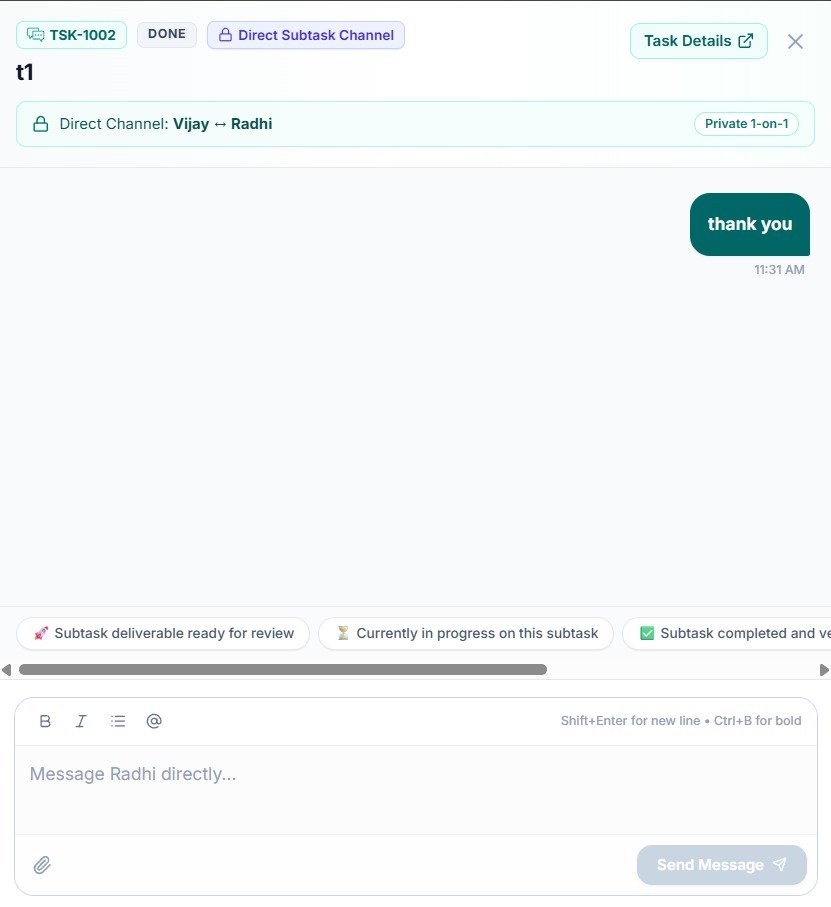 TSK-1002 DONE Direct Subtask Channel Task Details
t1
Direct Channel: Vijay ↔ Radhi Private 1-on-1
thank you
11:31 AM
🚀 Subtask deliverable ready for review ⏳ Currently in progress on this subtask ✅ Subtask completed and ve
B I @ Shift+Enter for new line • Ctrl+B for bold
Message Radhi directly...
Send Message